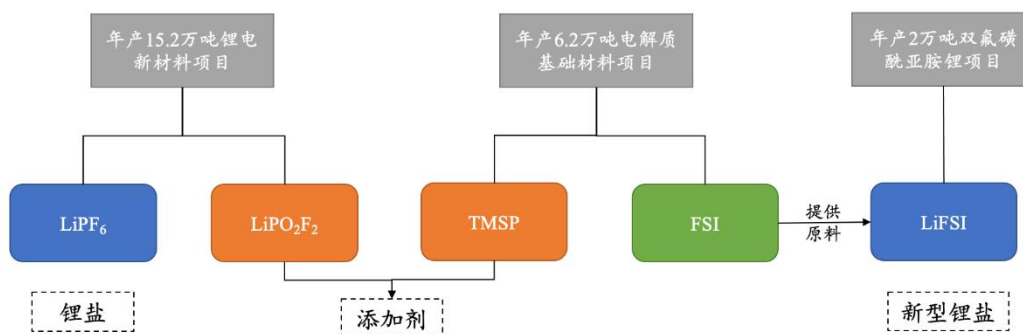 年产15.2万吨锂电
新材料项目
年产6.2万吨电解质
基础材料项目
年产2万吨双氟磺
酰亚胺锂项目
LiPF₆
LiPO₂F₂
TMSP
FSI
提供
原料
LiFSI
锂盐
添加剂
新型锂盐